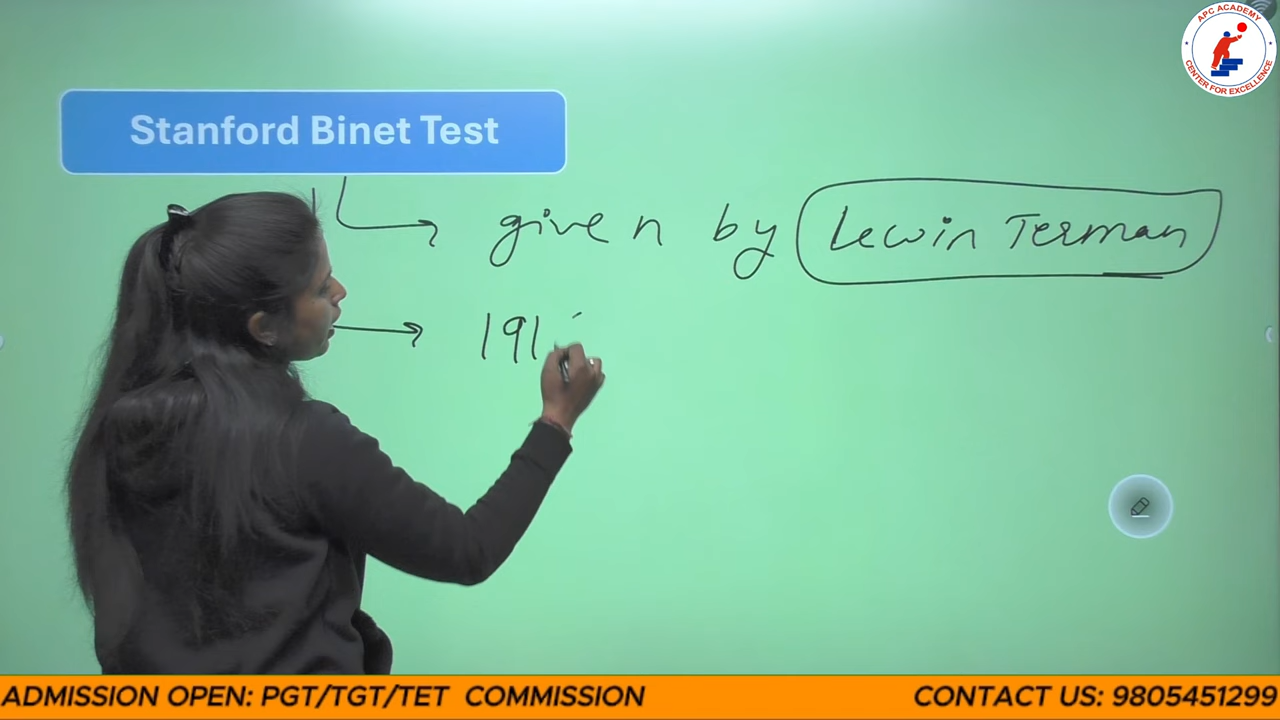 APC ACADEMY
CENTER FOR EXCELLENCE
Stanford Binet Test
given by Lewin Terman
191
ADMISSION OPEN: PGT/TGT/TET COMMISSION
CONTACT US: 9805451299